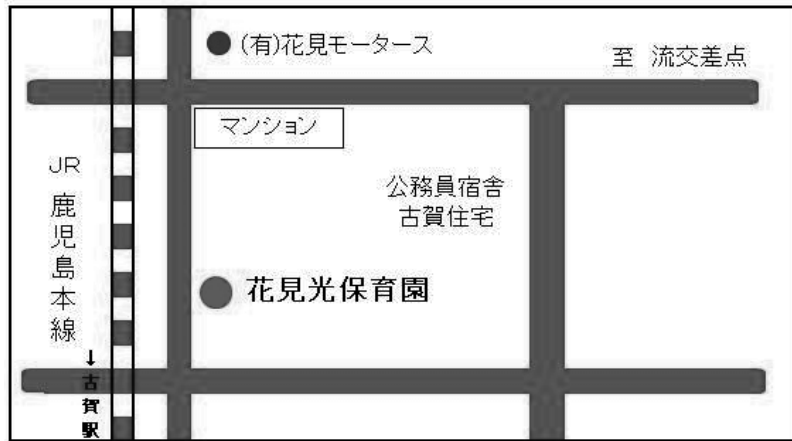 (有)花見モータース
至 流交差点
マンション
公務員宿舎
古賀住宅
花見光保育園
JR鹿児島本線
↓古賀駅